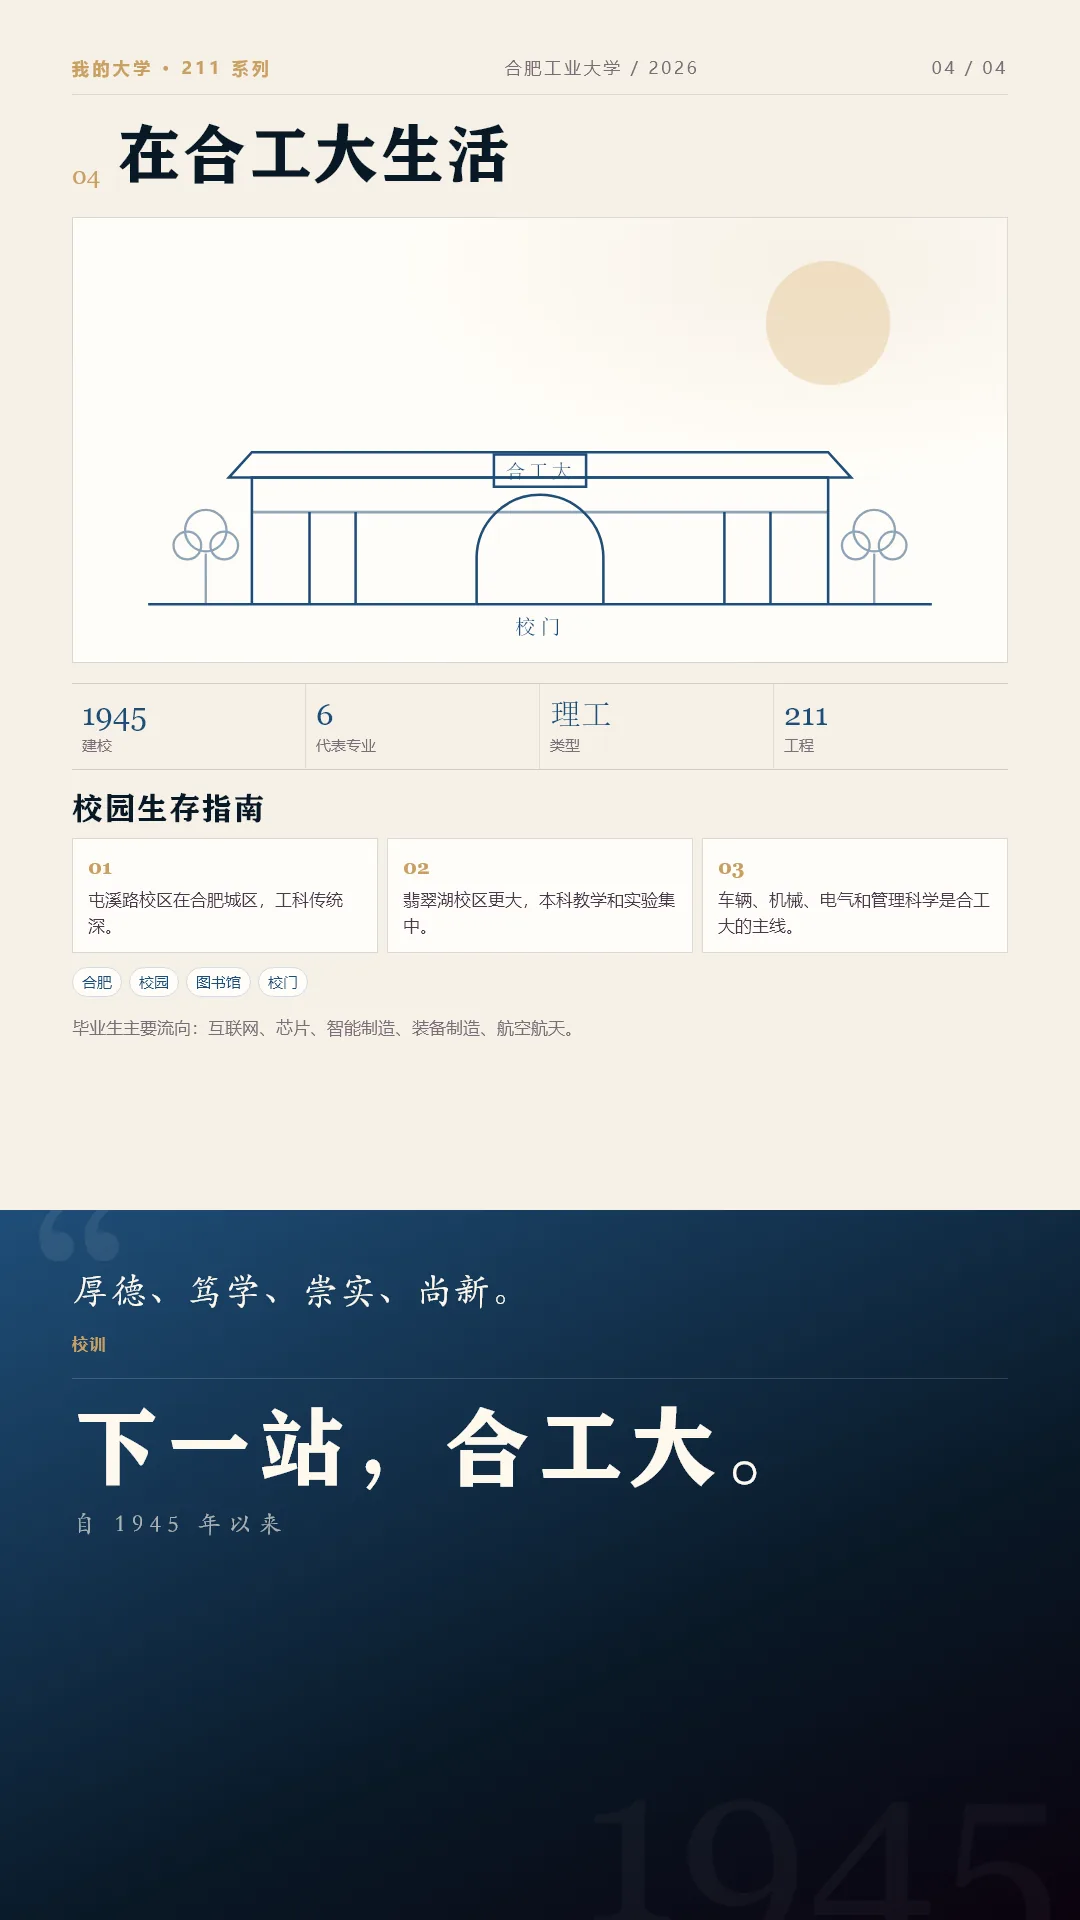 我的大学 · 211 系列
合肥工业大学 / 2026
04 / 04
04 在合工大生活
合工大
校门
1945
建校
6
代表专业
理工
类型
211
工程
校园生存指南
01
屯溪路校区在合肥城区，工科传统
深。
02
翡翠湖校区更大，本科教学和实验集
中。
03
车辆、机械、电气和管理科学是合工
大的主线。
合肥
校园
图书馆
校门
毕业生主要流向：互联网、芯片、智能制造、装备制造、航空航天。
“
厚德、笃学、崇实、尚新。
校训
下一站，合工大。
自 1945 年以来
1945